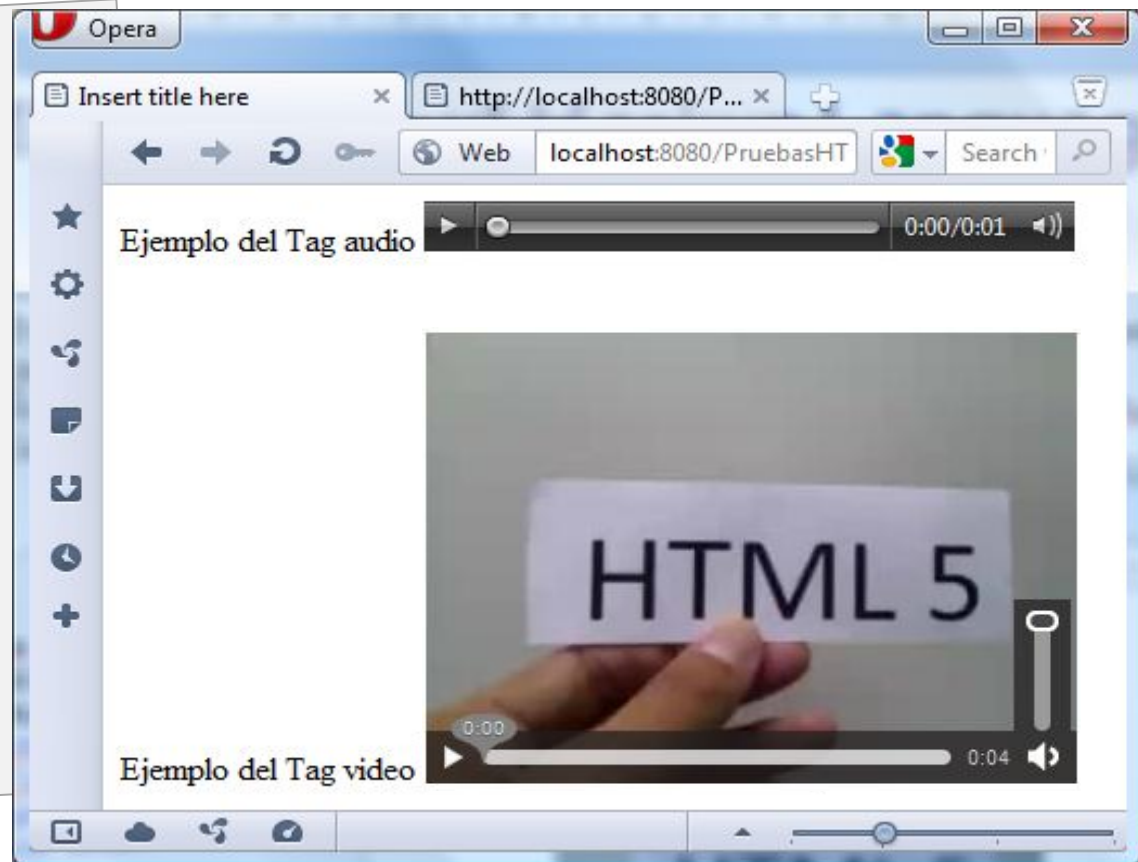 Opera
Insert title here
http://localhost:8080/P...
Web
localhost:8080/PruebasHT
Search
Ejemplo del Tag audio
0:00/0:01
HTML 5
0:00
0:04
Ejemplo del Tag video